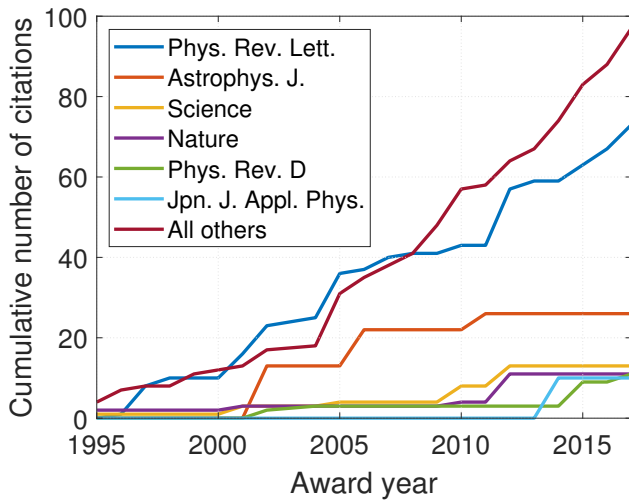 100
80
60
40
20
0
Cumulative number of citations
Phys. Rev. Lett.
Astrophys. J.
Science
Nature
Phys. Rev. D
Jpn. J. Appl. Phys.
All others
1995 2000 2005 2010 2015
Award year